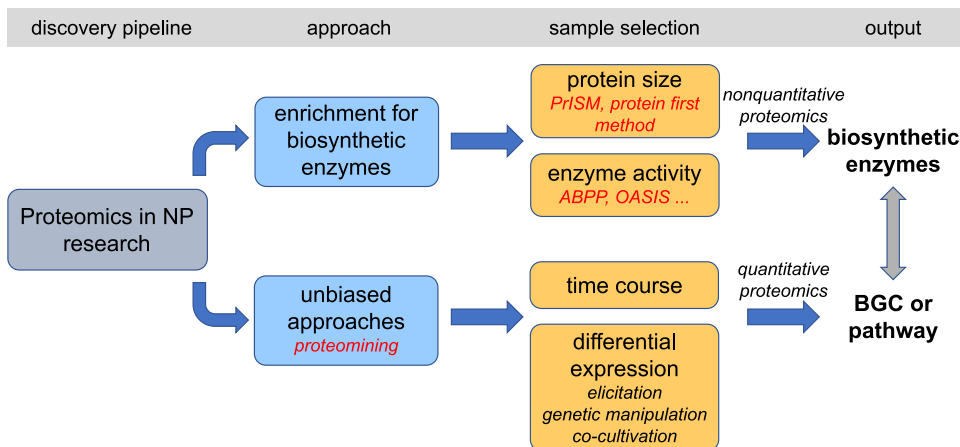 discovery pipeline
approach
sample selection
output
Proteomics in NP
research
enrichment for
biosynthetic
enzymes
protein size
PrISM, protein first
method
enzyme activity
ABPP, OASIS ...
nonquantitative
proteomics
biosynthetic
enzymes
unbiased
approaches
proteomining
time course
differential
expression
elicitation
genetic manipulation
co-cultivation
quantitative
proteomics
BGC or
pathway